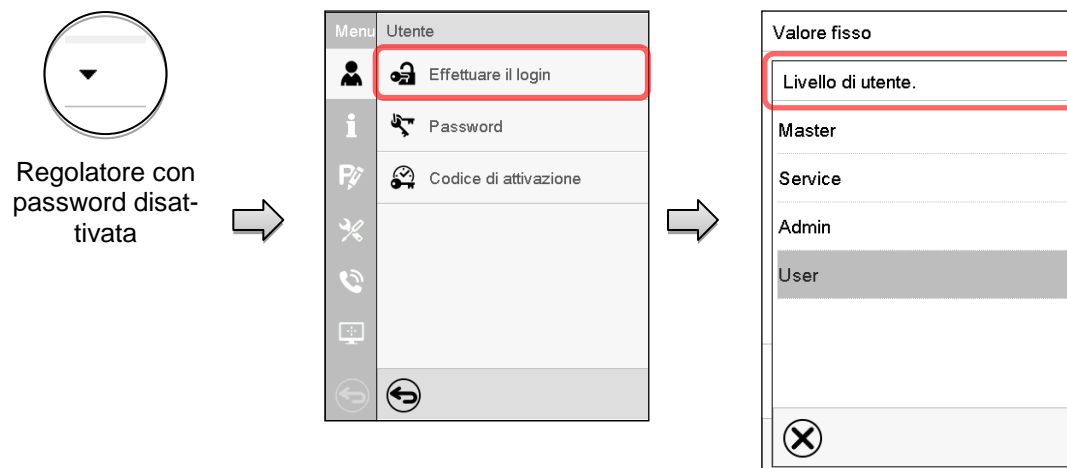 Regolatore con
password disat-
tivata
Menu
Utente
Effettuare il login
Password
Codice di attivazione
Valore fisso
Livello di utente.
Master
Service
Admin
User